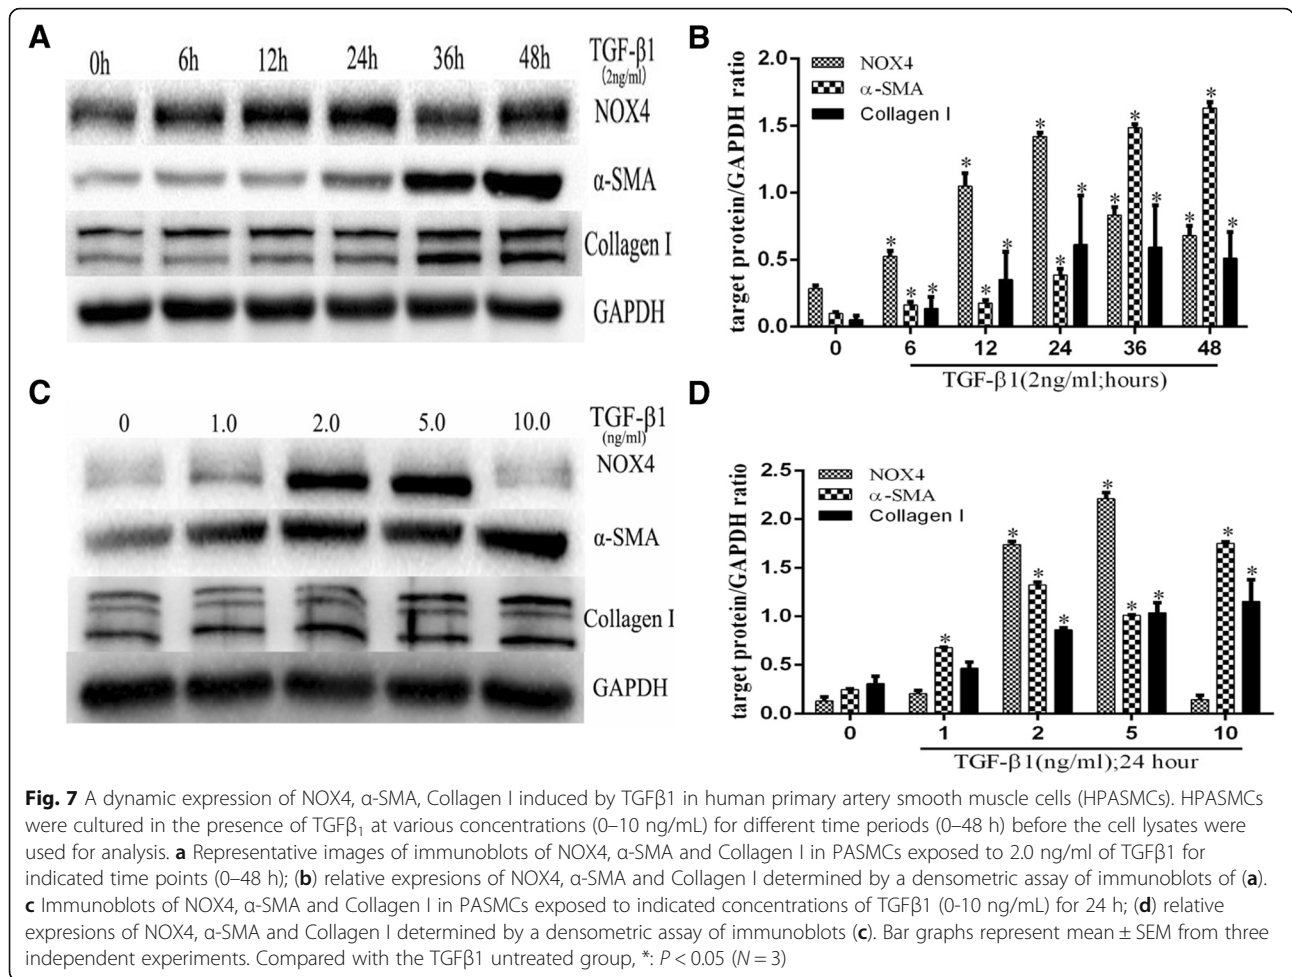 A
0h 6h 12h 24h 36h 48h TGF-β1
(2ng/ml)
NOX4
α-SMA
Collagen I
GAPDH
B
target protein/GAPDH ratio
2.0
1.5
1.0
0.5
0.0
NOX4
α-SMA
Collagen I
* * * * * * * * * * * * * * *
0 6 12 24 36 48
TGF-β1(2ng/ml;hours)
C
0 1.0 2.0 5.0 10.0 TGF-β1
(ng/ml)
NOX4
α-SMA
Collagen I
GAPDH
D
target protein/GAPDH ratio
2.5
2.0
1.5
1.0
0.5
0.0
NOX4
α-SMA
Collagen I
* * * * * * * * *
0 1 2 5 10
TGF-β1(ng/ml);24 hour
Fig. 7 A dynamic expression of NOX4, α-SMA, Collagen I induced by TGFβ1 in human primary artery smooth muscle cells (HPASMCs). HPASMCs
were cultured in the presence of TGFβ₁ at various concentrations (0–10 ng/mL) for different time periods (0–48 h) before the cell lysates were
used for analysis. a Representative images of immunoblots of NOX4, α-SMA and Collagen I in PASMCs exposed to 2.0 ng/ml of TGFβ1 for
indicated time points (0–48 h); (b) relative expresions of NOX4, α-SMA and Collagen I determined by a densometric assay of immunoblots of (a).
c Immunoblots of NOX4, α-SMA and Collagen I in PASMCs exposed to indicated concentrations of TGFβ1 (0-10 ng/mL) for 24 h; (d) relative
expresions of NOX4, α-SMA and Collagen I determined by a densometric assay of immunoblots (c). Bar graphs represent mean ± SEM from three
independent experiments. Compared with the TGFβ1 untreated group, *: P < 0.05 (N = 3)